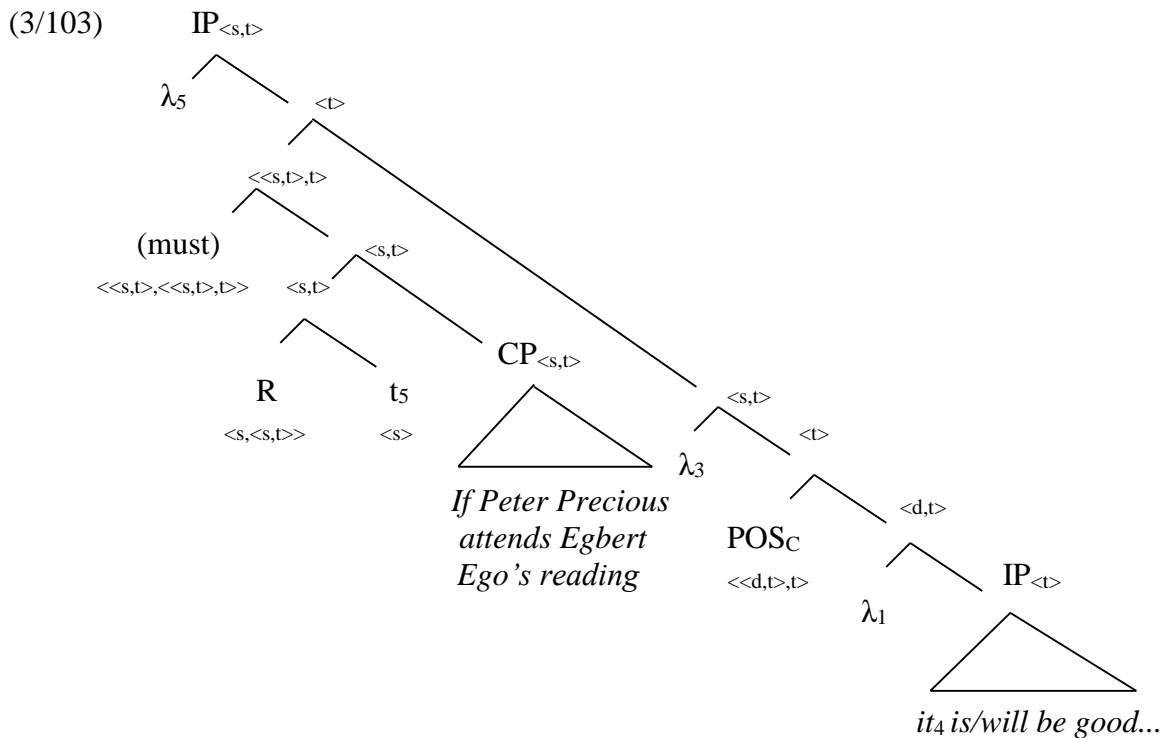 (3/103) IP<s,t>
λ5 <t>
<<s,t>,t>
(must) <s,t>
<<s,t>,<<s,t>,t>> <s,t>
CP<s,t>
R t5 <s,t>
<s,<s,t>> <s> <t>
λ3
If Peter Precious <d,t>
attends Egbert POSC
Ego’s reading <<d,t>,t> IP<t>
λ1
it4 is/will be good...